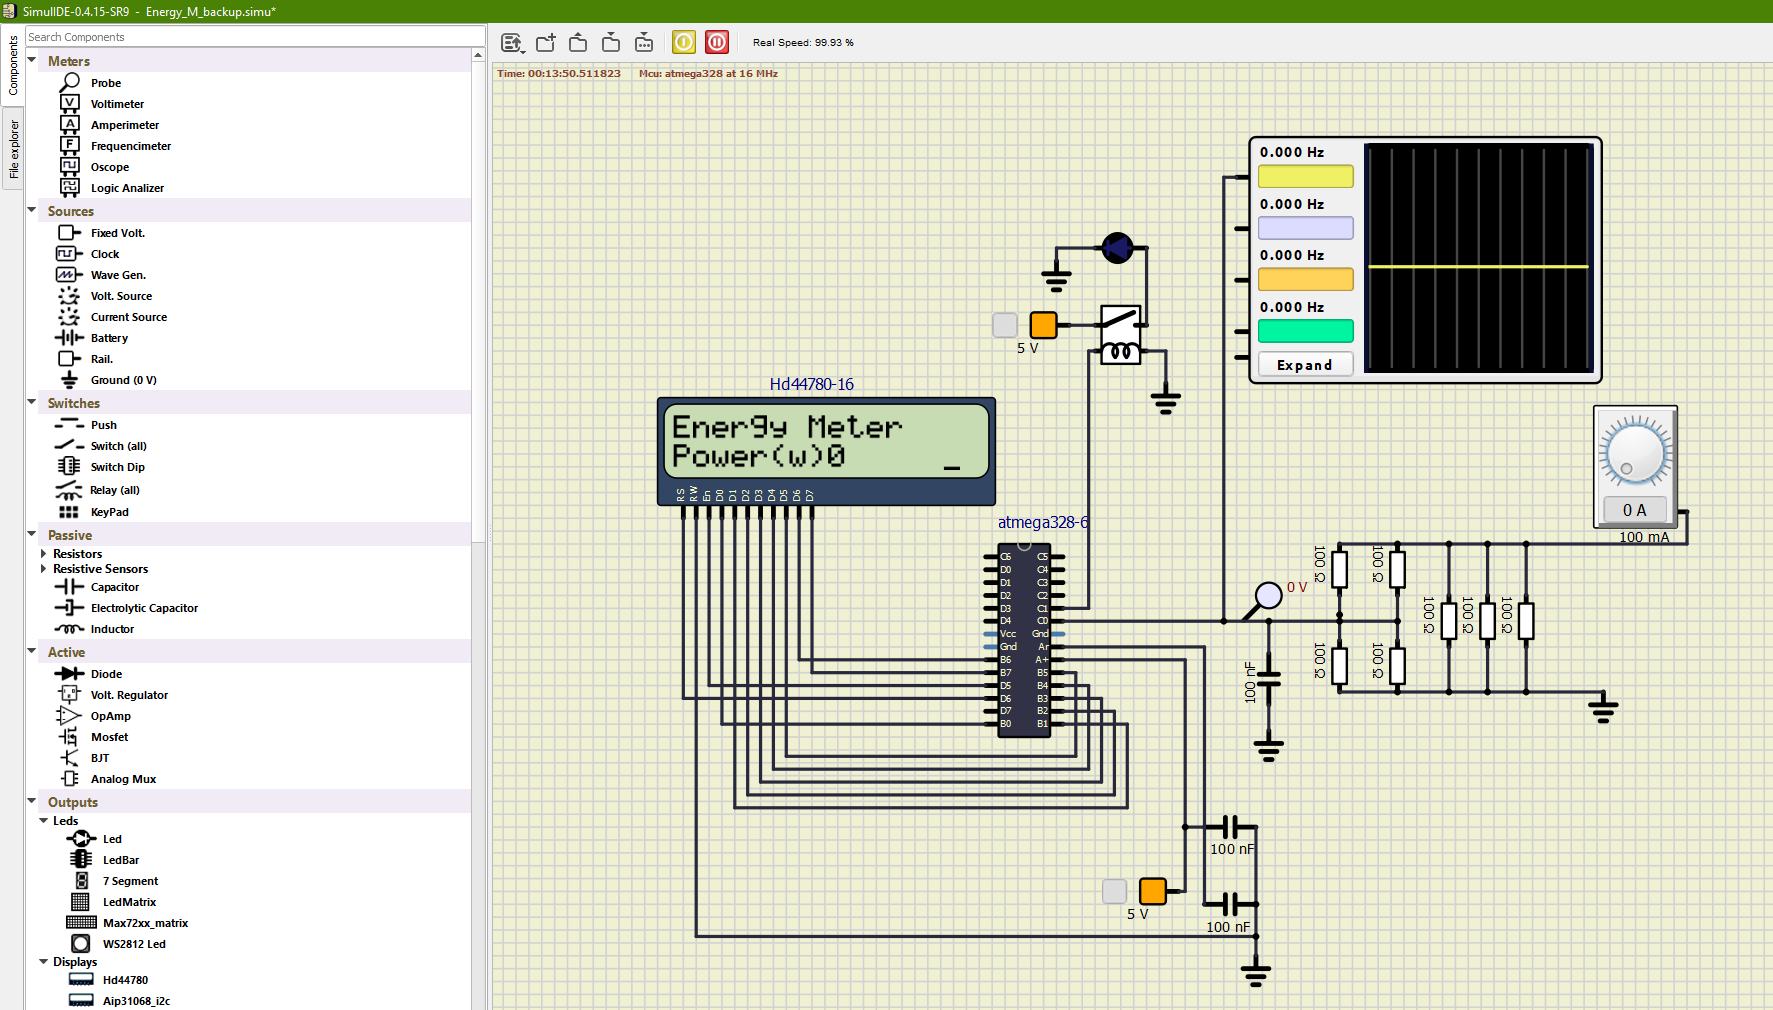 SimulIDE-0.4.15-SR9 - Energy_M_backup.simu*
Components
File explorer
Search Components
Meters
Probe
Voltimeter
Amperimeter
Frequencimeter
Oscope
Logic Analizer
Sources
Fixed Volt.
Clock
Wave Gen.
Volt. Source
Current Source
Battery
Rail.
Ground (0 V)
Switches
Push
Switch (all)
Switch Dip
Relay (all)
KeyPad
Passive
Resistors
Resistive Sensors
Capacitor
Electrolytic Capacitor
Inductor
Active
Diode
Volt. Regulator
OpAmp
Mosfet
BJT
Analog Mux
Outputs
Leds
Led
LedBar
7 Segment
LedMatrix
Max72xx_matrix
WS2812 Led
Displays
Hd44780
Aip31068_i2c
Real Speed: 99.93 %
Time: 00:13:50.511823 Mcu: atmega328 at 16 MHz
0.000 Hz
0.000 Hz
0.000 Hz
0.000 Hz
Expand
5 V
Hd44780-16
Energy Meter
Power(w)0 _
RS RW En D0 D1 D2 D3 D4 D5 D6 D7
atmega328-6
C6 C5
D0 C4
D1 C3
D2 C2
D3 C1
D4 C0
Vcc Gnd
Gnd Ar
B6 A+
B7 B5
D5 B4
D6 B3
D7 B2
B0 B1
0 A
100 mA
0 V
100 Ω
100 Ω
100 Ω
100 Ω
100 Ω
100 Ω
100 Ω
100 nF
100 nF
5 V
100 nF